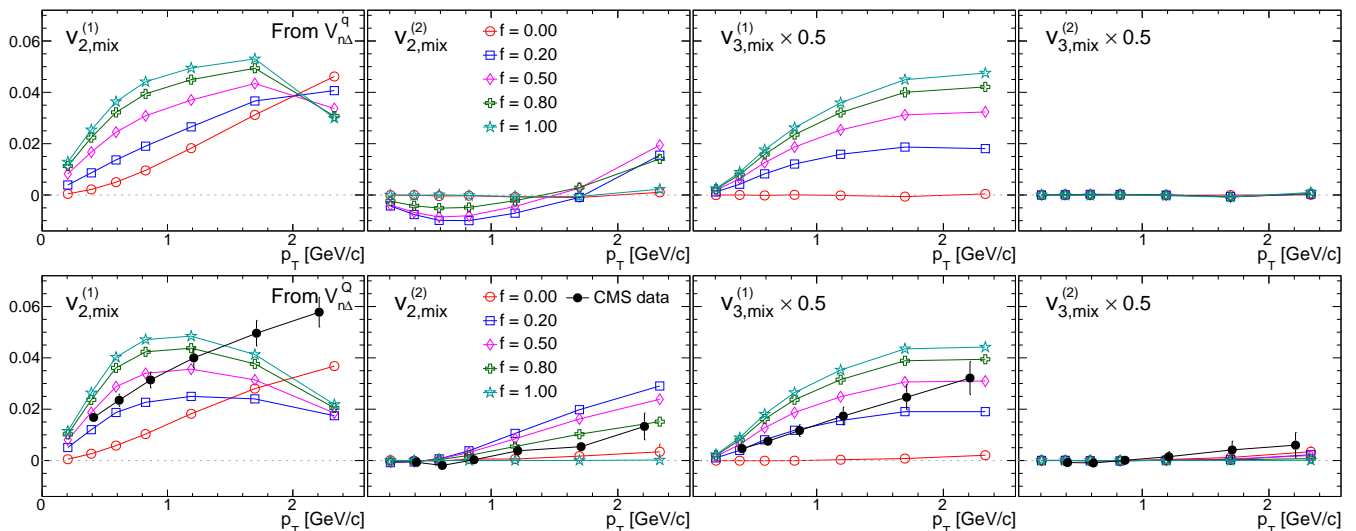 v_{2,mix}^{(1)} From V_{nΔ}^{q}
0.06
0.04
0.02
0
0 1 2
p_T [GeV/c]
v_{2,mix}^{(2)}
f = 0.00
f = 0.20
f = 0.50
f = 0.80
f = 1.00
1 2
p_T [GeV/c]
v_{3,mix}^{(1)} × 0.5
1 2
p_T [GeV/c]
v_{3,mix}^{(2)} × 0.5
1 2
p_T [GeV/c]
v_{2,mix}^{(1)} From V_{nΔ}^{Q}
0.06
0.04
0.02
0
0 1 2
p_T [GeV/c]
v_{2,mix}^{(2)}
f = 0.00 CMS data
f = 0.20
f = 0.50
f = 0.80
f = 1.00
1 2
p_T [GeV/c]
v_{3,mix}^{(1)} × 0.5
1 2
p_T [GeV/c]
v_{3,mix}^{(2)} × 0.5
1 2
p_T [GeV/c]